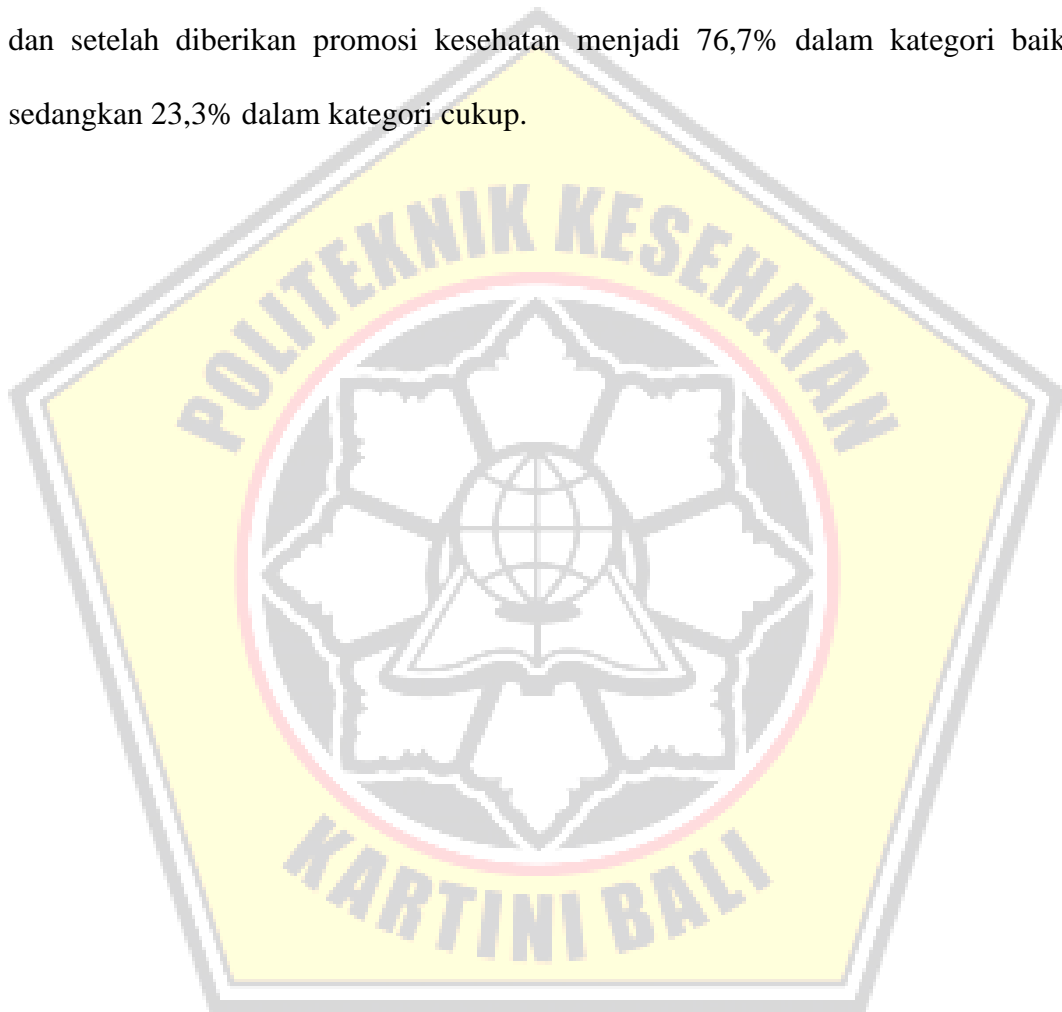 dan setelah diberikan promosi kesehatan menjadi 76,7% dalam kategori baik
sedangkan 23,3% dalam kategori cukup.
POLITEKNIK KESEHATAN
KARTINI BALI